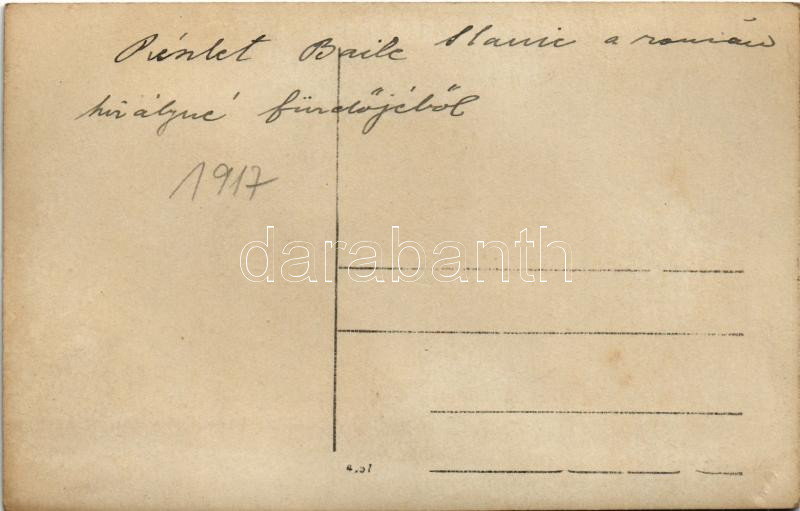 Részlet Baile Slanic a román
királyné fürdőjéből
1917
darabanth